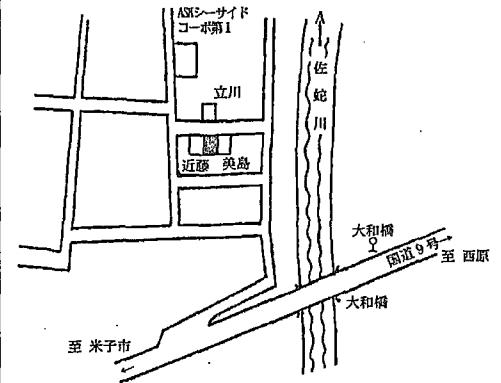 ASKシーサイド
コーポ第1
立川
佐蛇川
近藤 美島
大和橋
国道9号
至 西原
大和橋
至 米子市